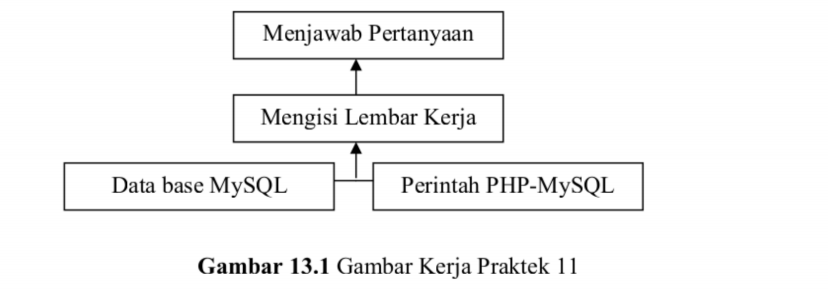 Menjawab Pertanyaan
Mengisi Lembar Kerja
Data base MySQL
Perintah PHP-MySQL
Gambar 13.1 Gambar Kerja Praktek 11